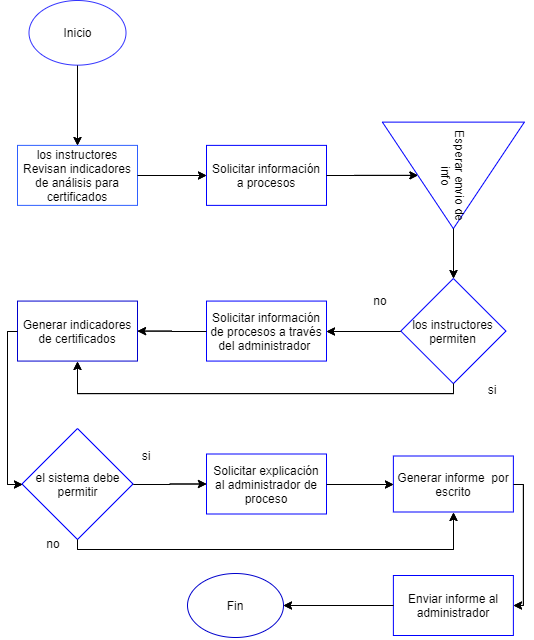 Inicio
los instructores
Revisan indicadores
de análisis para
certificados
Solicitar información
a procesos
Esperar envio de
info
no
los instructores
permiten
si
Solicitar información
de procesos a través
del administrador
Generar indicadores
de certificados
el sistema debe
permitir
si
no
Solicitar explicación
al administrador de
proceso
Generar informe por
escrito
Enviar informe al
administrador
Fin